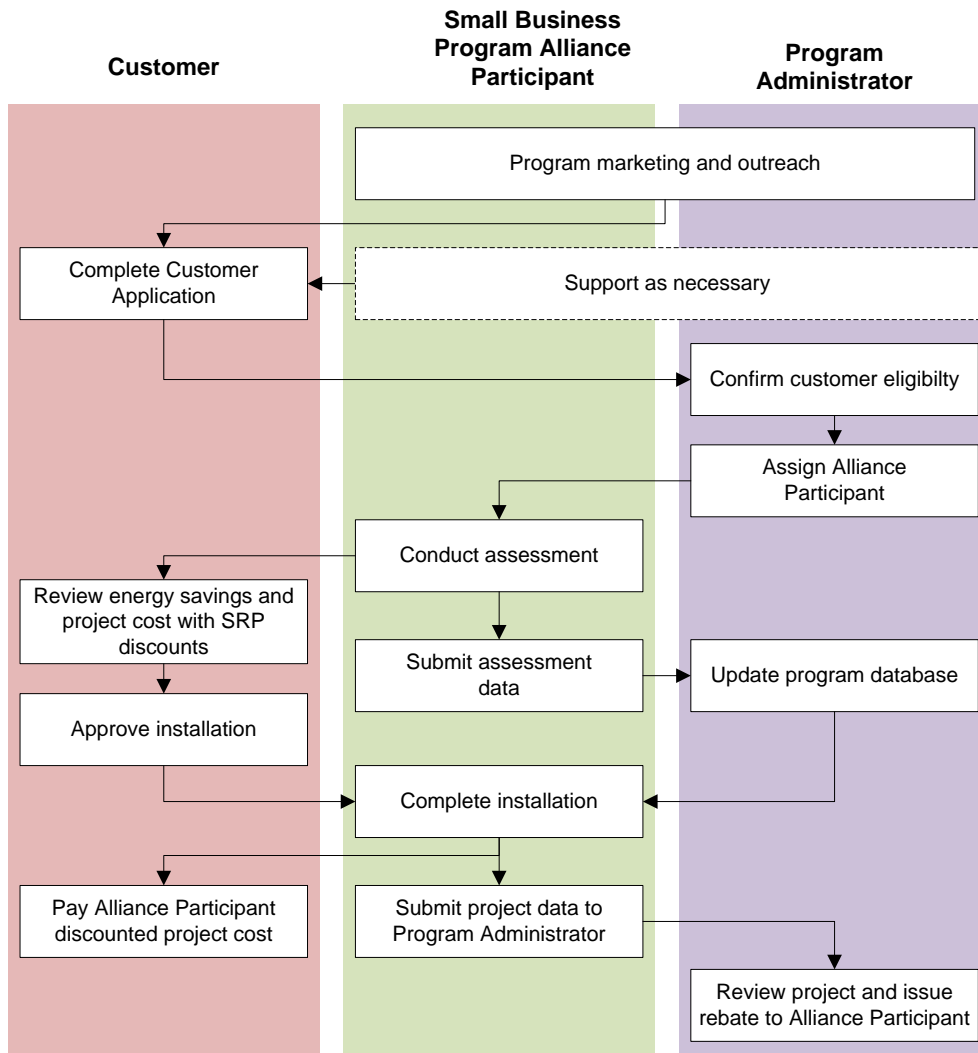 Customer
Small Business
Program Alliance
Participant
Program
Administrator
Program marketing and outreach
Complete Customer
Application
Support as necessary
Confirm customer eligibilty
Assign Alliance
Participant
Conduct assessment
Review energy savings and
project cost with SRP
discounts
Submit assessment
data
Update program database
Approve installation
Complete installation
Pay Alliance Participant
discounted project cost
Submit project data to
Program Administrator
Review project and issue
rebate to Alliance Participant